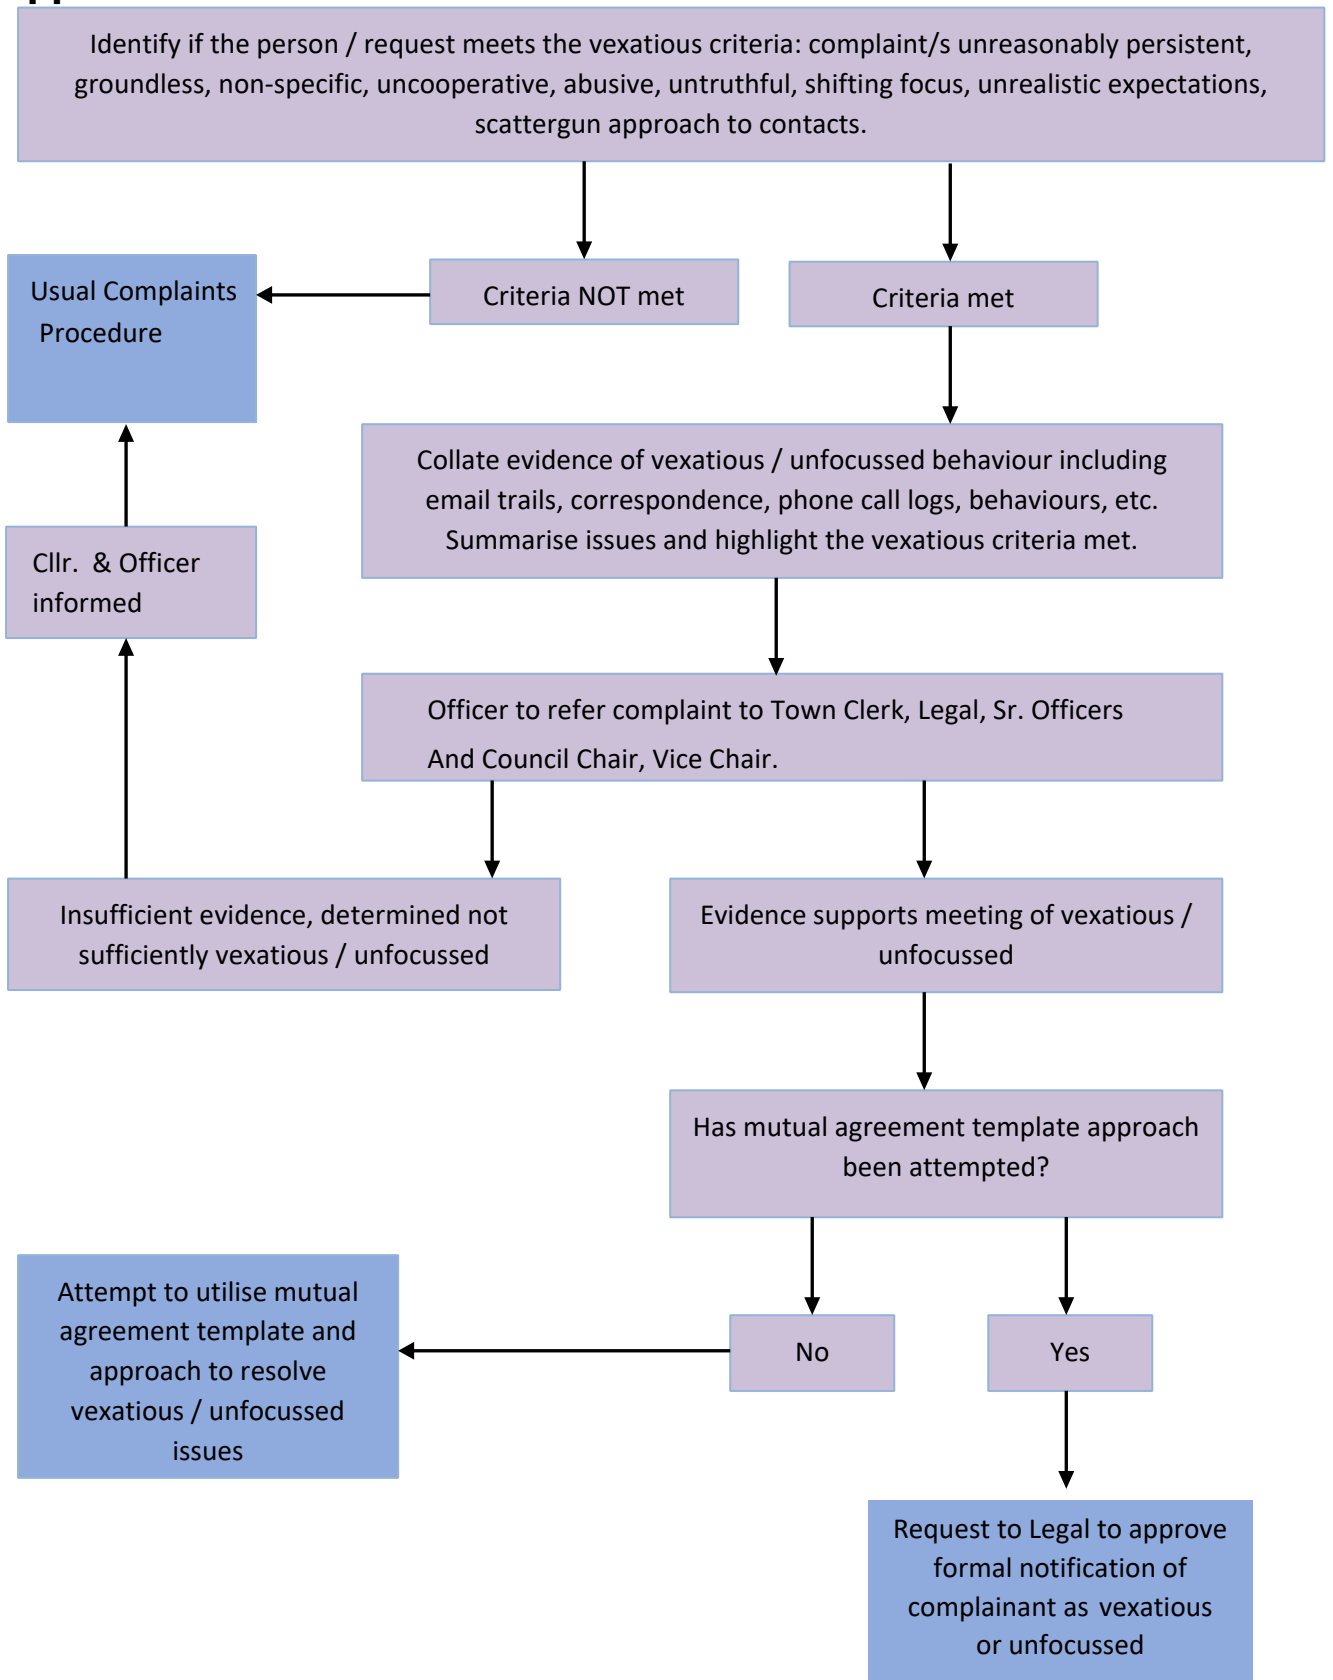 Identify if the person / request meets the vexatious criteria: complaint/s unreasonably persistent,
groundless, non-specific, uncooperative, abusive, untruthful, shifting focus, unrealistic expectations,
scattergun approach to contacts.
Usual Complaints
Procedure
Criteria NOT met
Criteria met
Collate evidence of vexatious / unfocussed behaviour including
email trails, correspondence, phone call logs, behaviours, etc.
Summarise issues and highlight the vexatious criteria met.
Cllr. & Officer
informed
Officer to refer complaint to Town Clerk, Legal, Sr. Officers
And Council Chair, Vice Chair.
Insufficient evidence, determined not
sufficiently vexatious / unfocussed
Evidence supports meeting of vexatious /
unfocussed
Has mutual agreement template approach
been attempted?
Attempt to utilise mutual
agreement template and
approach to resolve
vexatious / unfocussed
issues
No
Yes
Request to Legal to approve
formal notification of
complainant as vexatious
or unfocussed